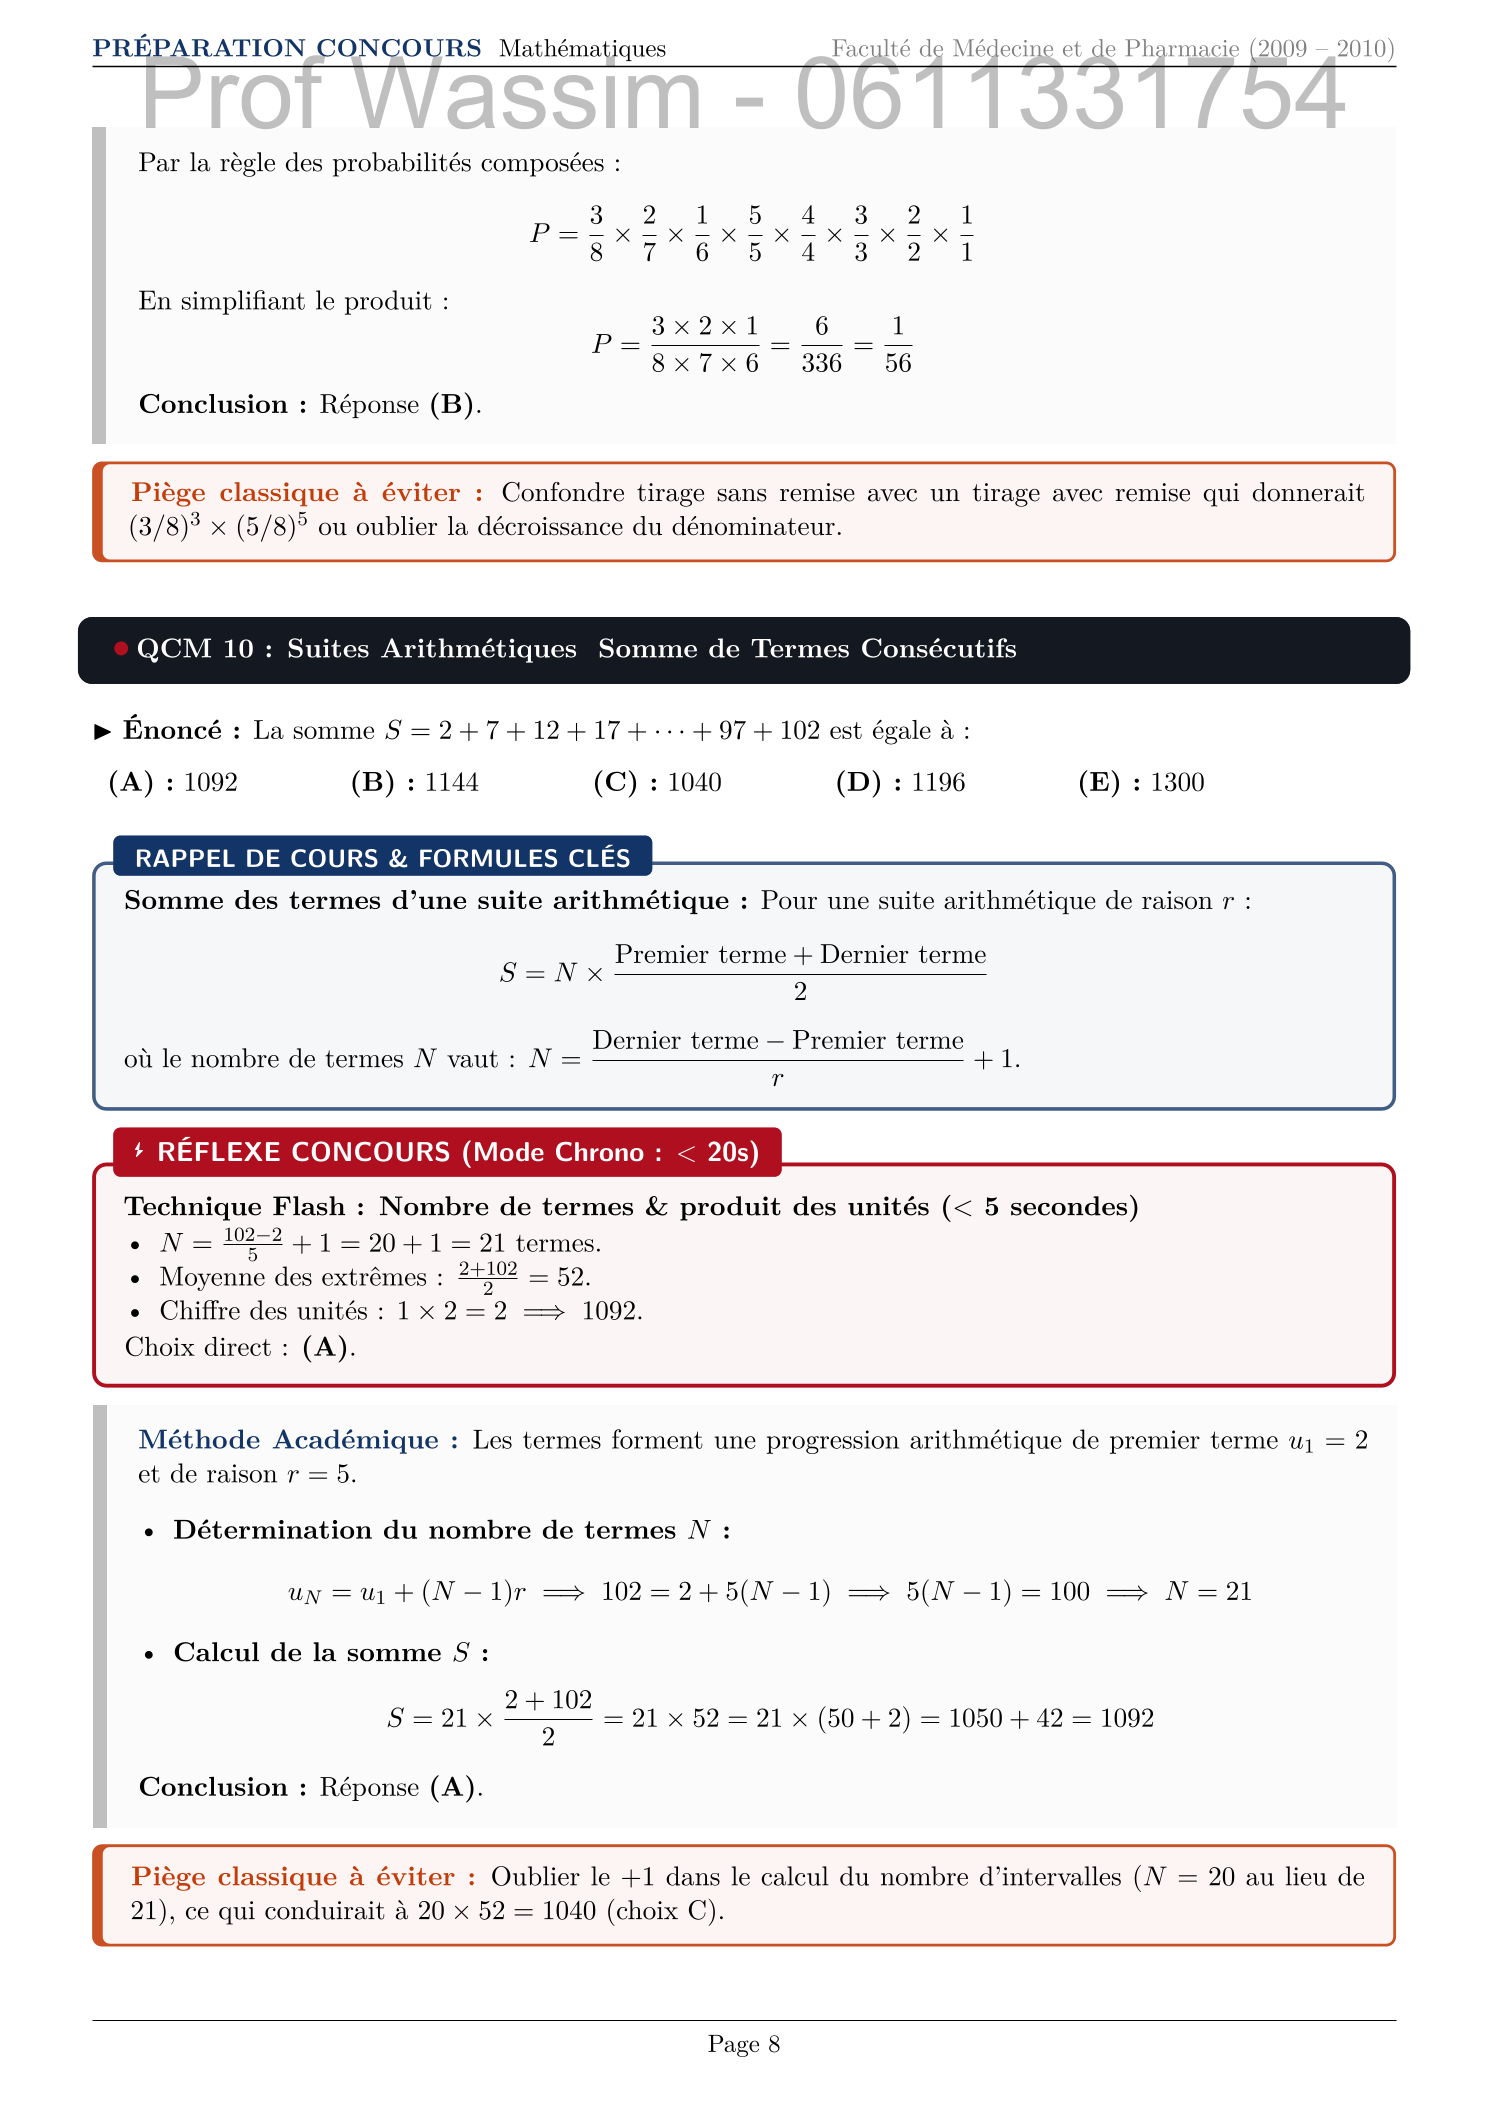 PRÉPARATION CONCOURS Mathématiques Faculté de Médecine et de Pharmacie (2009 – 2010)
Prof Wassim - 0611331754
Par la règle des probabilités composées :
P = 3/8 × 2/7 × 1/6 × 5/5 × 4/4 × 3/3 × 2/2 × 1/1
En simplifiant le produit :
P = (3 × 2 × 1)/(8 × 7 × 6) = 6/336 = 1/56
Conclusion : Réponse (B).
Piège classique à éviter : Confondre tirage sans remise avec un tirage avec remise qui donnerait
(3/8)³ × (5/8)⁵ ou oublier la décroissance du dénominateur.
QCM 10 : Suites Arithmétiques Somme de Termes Consécutifs
▶ Énoncé : La somme S = 2 + 7 + 12 + 17 + · · · + 97 + 102 est égale à :
(A) : 1092 (B) : 1144 (C) : 1040 (D) : 1196 (E) : 1300
RAPPEL DE COURS & FORMULES CLÉS
Somme des termes d'une suite arithmétique : Pour une suite arithmétique de raison r :
S = N × (Premier terme + Dernier terme)/2
où le nombre de termes N vaut : N = (Dernier terme − Premier terme)/r + 1.
RÉFLEXE CONCOURS (Mode Chrono : < 20s)
Technique Flash : Nombre de termes & produit des unités (< 5 secondes)
• N = (102−2)/5 + 1 = 20 + 1 = 21 termes.
• Moyenne des extrêmes : (2+102)/2 = 52.
• Chiffre des unités : 1 × 2 = 2 ⟹ 1092.
Choix direct : (A).
Méthode Académique : Les termes forment une progression arithmétique de premier terme u₁ = 2
et de raison r = 5.
• Détermination du nombre de termes N :
u_N = u₁ + (N − 1)r ⟹ 102 = 2 + 5(N − 1) ⟹ 5(N − 1) = 100 ⟹ N = 21
• Calcul de la somme S :
S = 21 × (2 + 102)/2 = 21 × 52 = 21 × (50 + 2) = 1050 + 42 = 1092
Conclusion : Réponse (A).
Piège classique à éviter : Oublier le +1 dans le calcul du nombre d'intervalles (N = 20 au lieu de
21), ce qui conduirait à 20 × 52 = 1040 (choix C).
Page 8